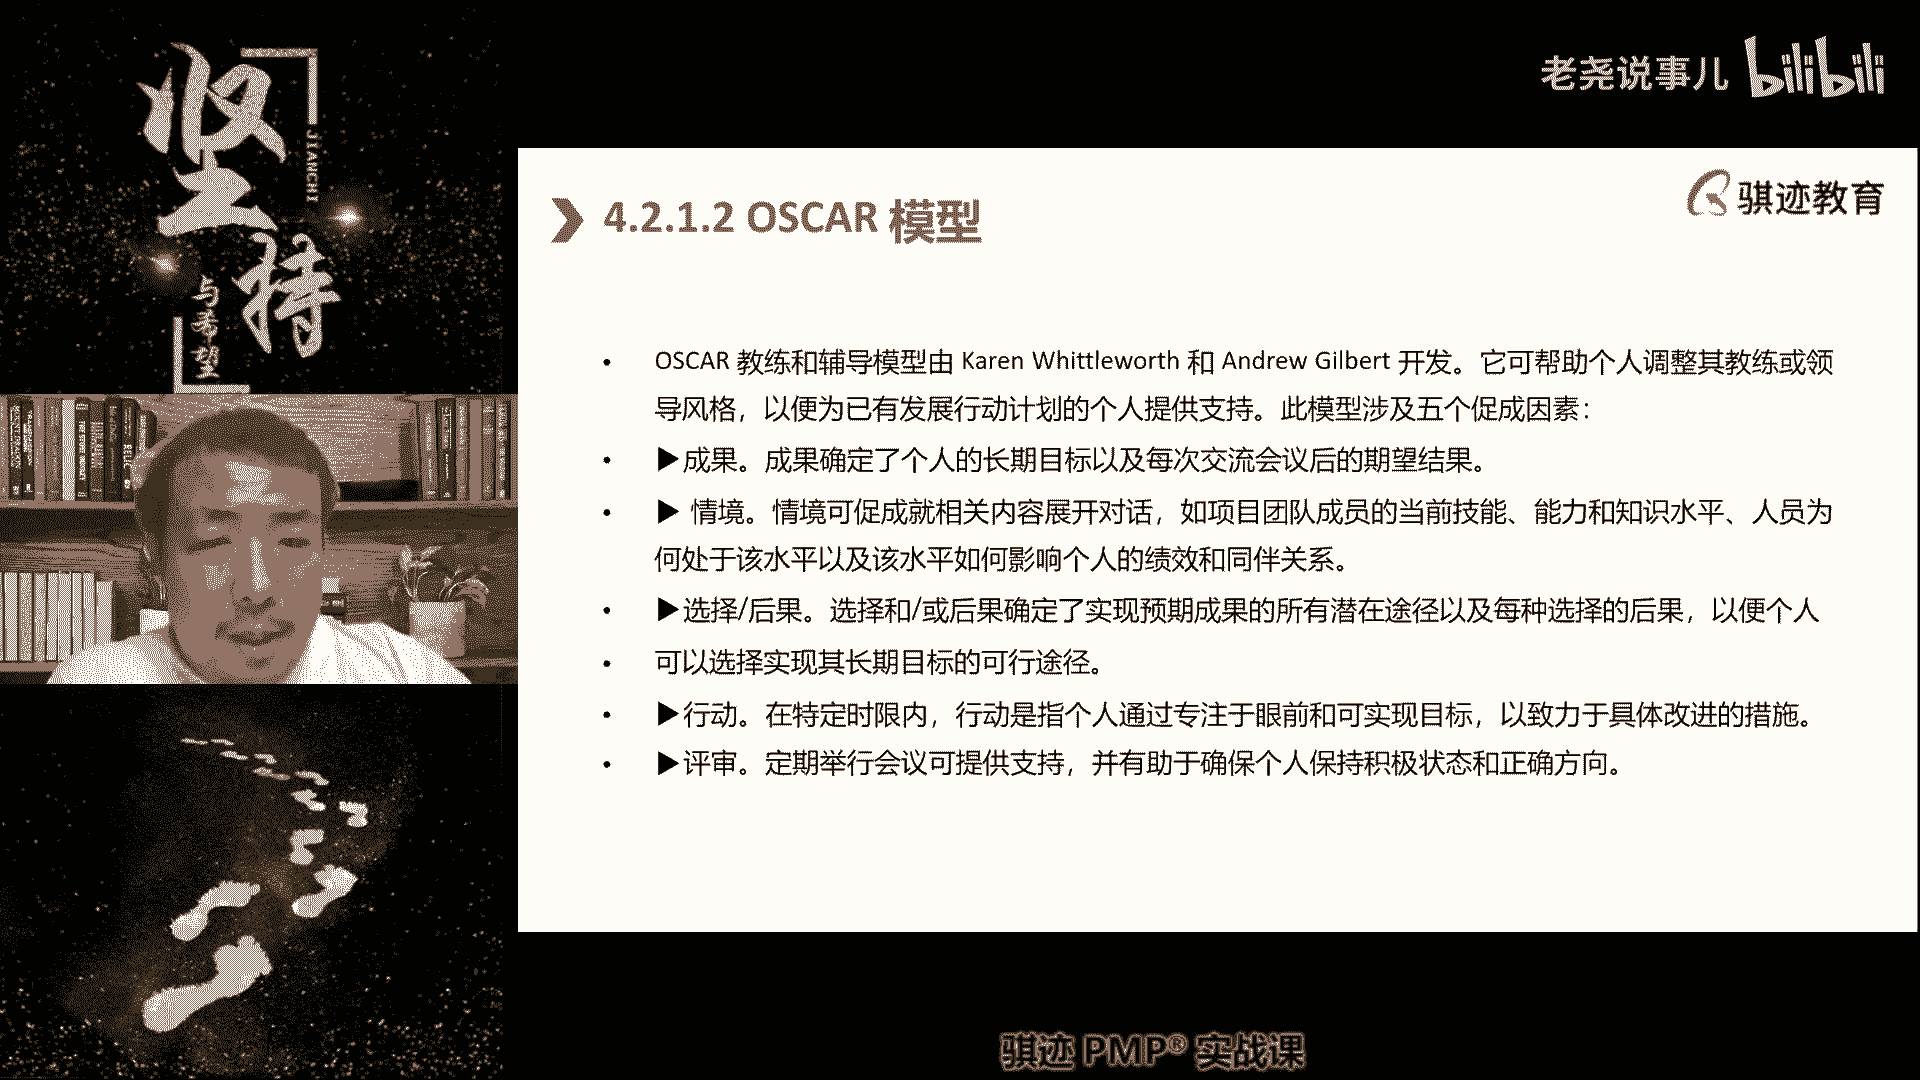 坚持
JIANCHI
与希望
老尧说事儿 bilibili
骐迹教育
4.2.1.2 OSCAR 模型
• OSCAR 教练和辅导模型由 Karen Whittleworth 和 Andrew Gilbert 开发。它可帮助个人调整其教练或领
导风格，以便为已有发展行动计划的个人提供支持。此模型涉及五个促成因素：
• ▶成果。成果确定了个人的长期目标以及每次交流会议后的期望结果。
• ▶ 情境。情境可促成就相关内容展开对话，如项目团队成员的当前技能、能力和知识水平、人员为
何处于该水平以及该水平如何影响个人的绩效和同伴关系。
• ▶选择/后果。选择和/或后果确定了实现预期成果的所有潜在途径以及每种选择的后果，以便个人
• 可以选择实现其长期目标的可行途径。
• ▶行动。在特定时限内，行动是指个人通过专注于眼前和可实现目标，以致力于具体改进的措施。
• ▶评审。定期举行会议可提供支持，并有助于确保个人保持积极状态和正确方向。
骐迹 PMP® 实战课